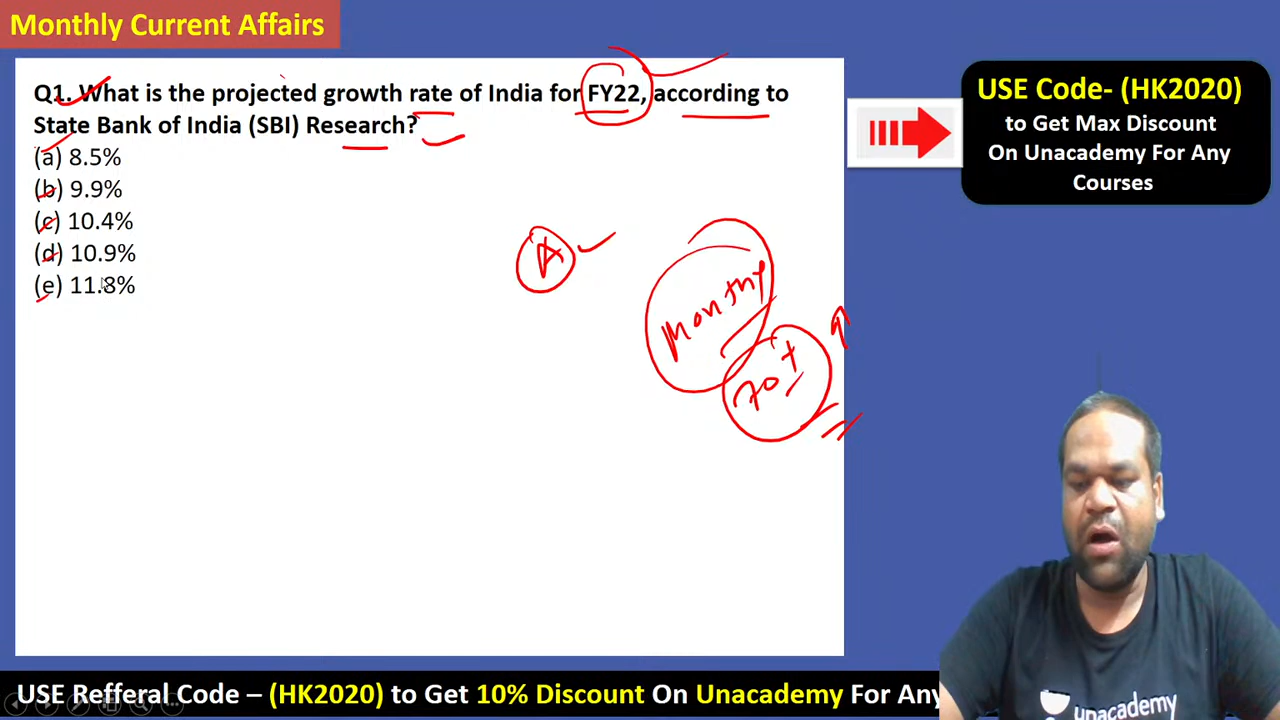 Monthly Current Affairs
Q1. What is the projected growth rate of India for FY22, according to
State Bank of India (SBI) Research?
(a) 8.5%
(b) 9.9%
(c) 10.4%
(d) 10.9%
(e) 11.8%
USE Code- (HK2020)
to Get Max Discount
On Unacademy For Any
Courses
A
Monthy
70+
unacademy
USE Refferal Code – (HK2020) to Get 10% Discount On Unacademy For Any